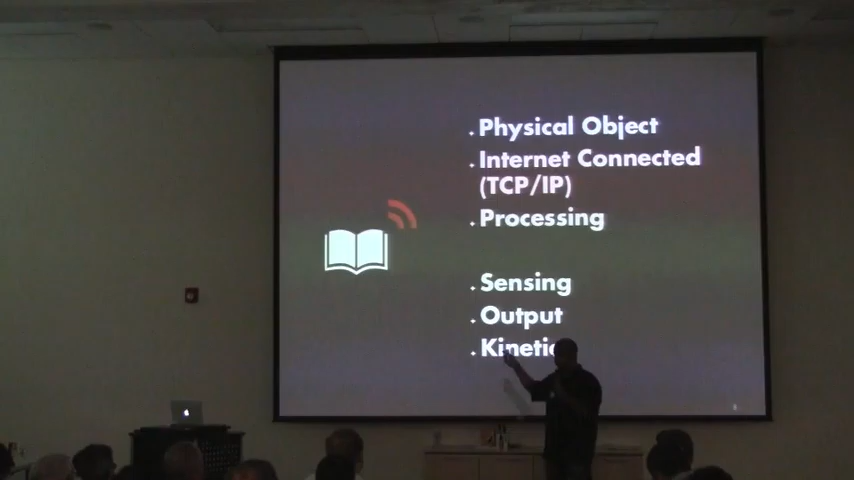 Physical Object
Internet Connected
(TCP/IP)
Processing
Sensing
Output
Kinetic